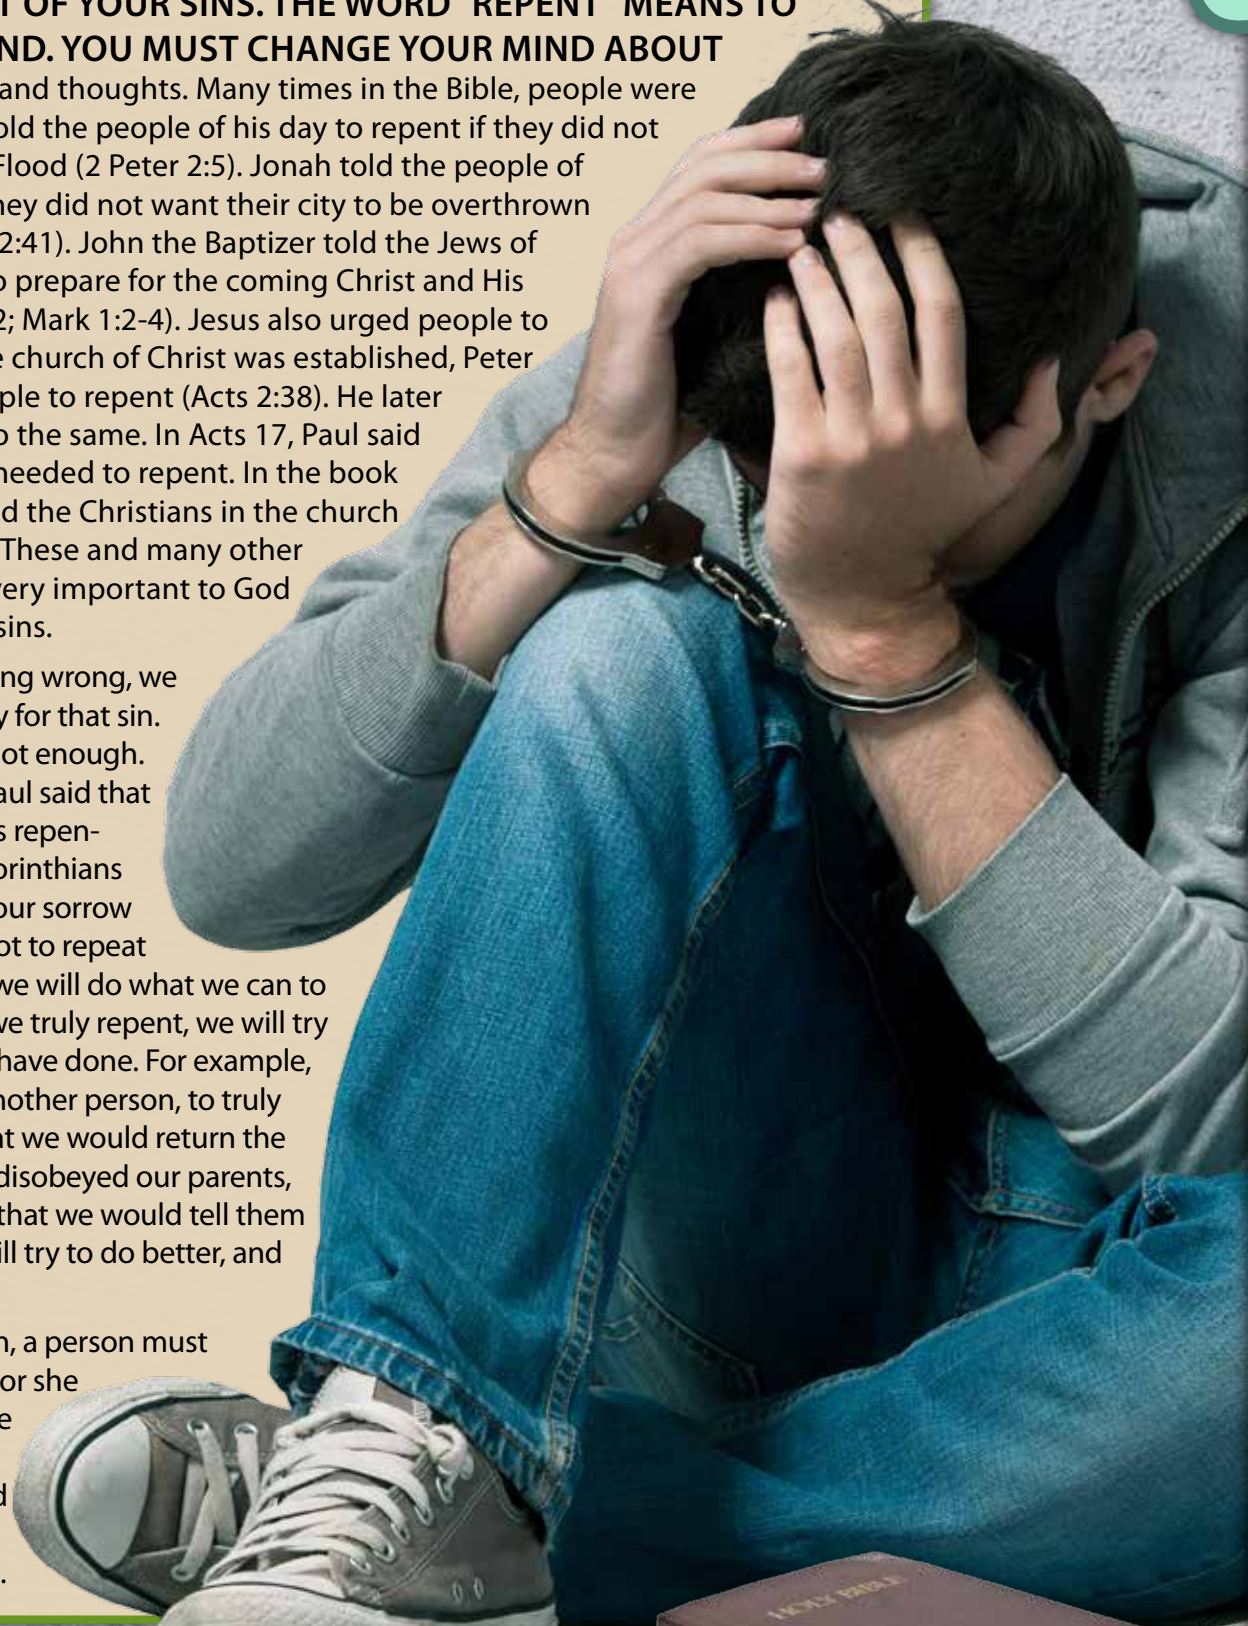 OF YOUR SINS. THE WORD "REPENT" MEANS TO
ND. YOU MUST CHANGE YOUR MIND ABOUT
and thoughts. Many times in the Bible, people were
old the people of his day to repent if they did not
Flood (2 Peter 2:5). Jonah told the people of
hey did not want their city to be overthrown
2:41). John the Baptizer told the Jews of
o prepare for the coming Christ and His
2; Mark 1:2-4). Jesus also urged people to
e church of Christ was established, Peter
ple to repent (Acts 2:38). He later
o the same. In Acts 17, Paul said
needed to repent. In the book
d the Christians in the church
These and many other
very important to God
sins.
ng wrong, we
y for that sin.
ot enough.
aul said that
s repen-
orinthians
our sorrow
ot to repeat
we will do what we can to
we truly repent, we will try
have done. For example,
nother person, to truly
at we would return the
disobeyed our parents,
that we would tell them
ill try to do better, and
n, a person must
or she
e
d
.
HOLY BIBLE